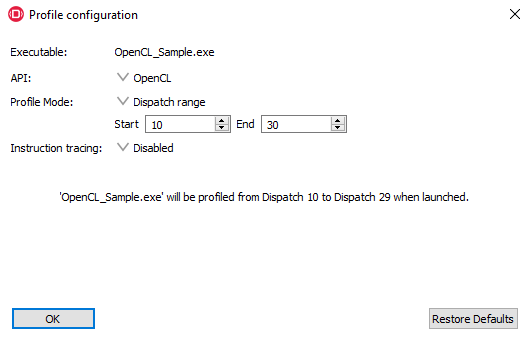 Profile configuration
Executable: OpenCL_Sample.exe
API: OpenCL
Profile Mode: Dispatch range
Start 10 End 30
Instruction tracing: Disabled
'OpenCL_Sample.exe' will be profiled from Dispatch 10 to Dispatch 29 when launched.
OK Restore Defaults